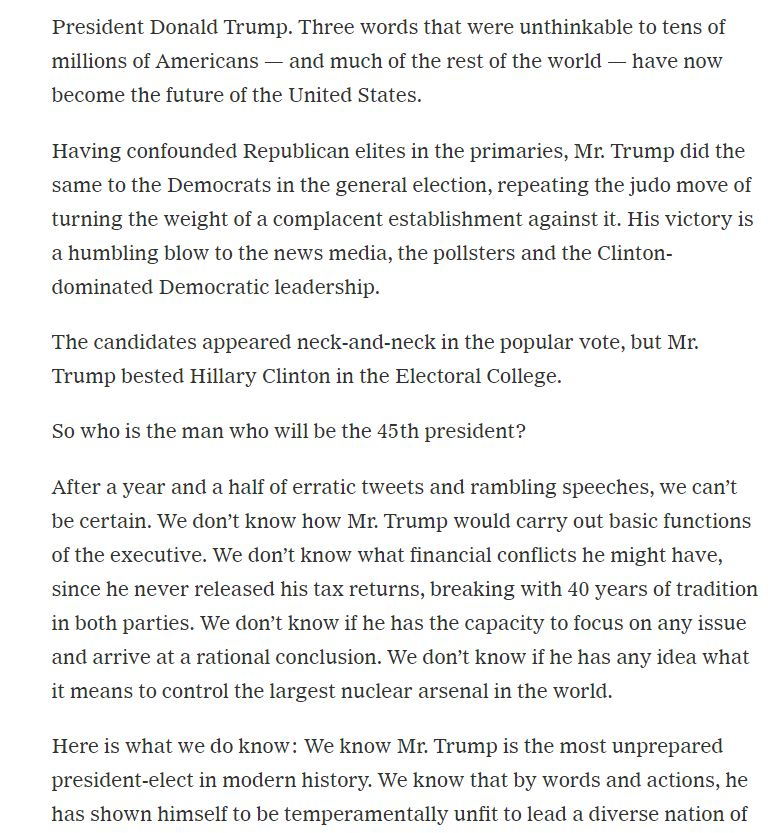 President Donald Trump. Three words that were unthinkable to tens of
millions of Americans — and much of the rest of the world — have now
become the future of the United States.
Having confounded Republican elites in the primaries, Mr. Trump did the
same to the Democrats in the general election, repeating the judo move of
turning the weight of a complacent establishment against it. His victory is
a humbling blow to the news media, the pollsters and the Clinton-
dominated Democratic leadership.
The candidates appeared neck-and-neck in the popular vote, but Mr.
Trump bested Hillary Clinton in the Electoral College.
So who is the man who will be the 45th president?
After a year and a half of erratic tweets and rambling speeches, we can’t
be certain. We don’t know how Mr. Trump would carry out basic functions
of the executive. We don’t know what financial conflicts he might have,
since he never released his tax returns, breaking with 40 years of tradition
in both parties. We don’t know if he has the capacity to focus on any issue
and arrive at a rational conclusion. We don’t know if he has any idea what
it means to control the largest nuclear arsenal in the world.
Here is what we do know: We know Mr. Trump is the most unprepared
president-elect in modern history. We know that by words and actions, he
has shown himself to be temperamentally unfit to lead a diverse nation of